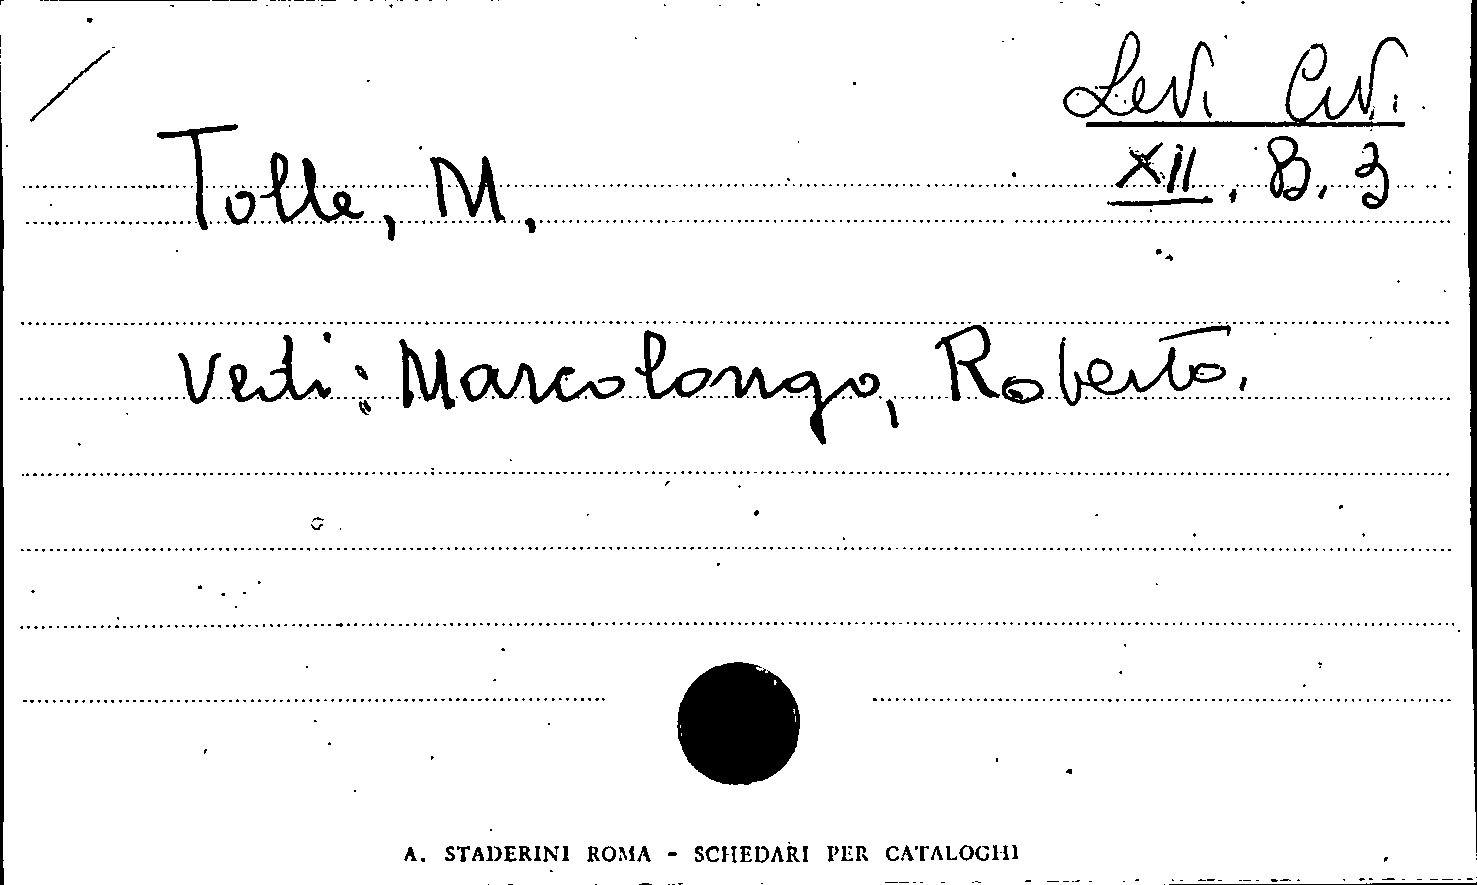 Levi Civ.
XII. B. 3
Tolle, M.
Vedi: Marcolongo, Roberto.
A. STADERINI ROMA - SCHEDARI PER CATALOGHI